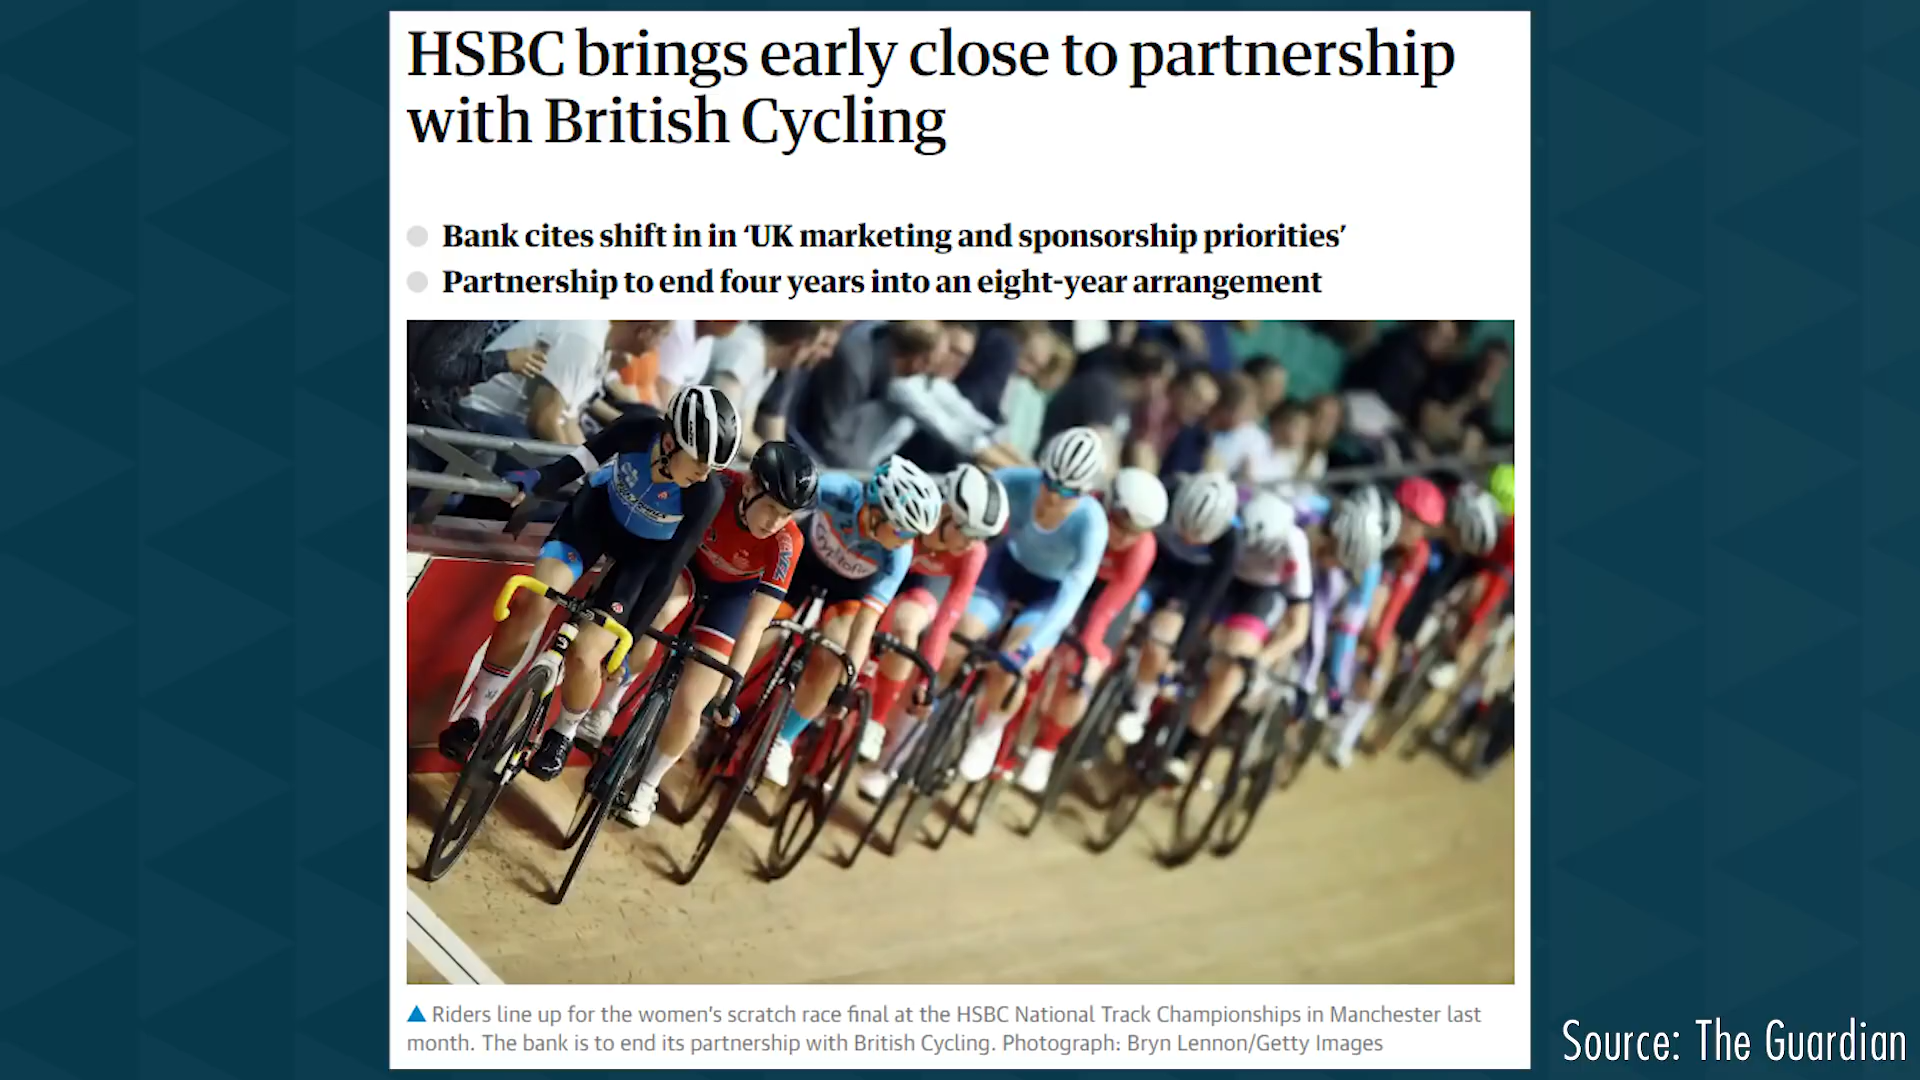 HSBC brings early close to partnership
with British Cycling
Bank cites shift in in ‘UK marketing and sponsorship priorities’
Partnership to end four years into an eight-year arrangement
Riders line up for the women's scratch race final at the HSBC National Track Championships in Manchester last
month. The bank is to end its partnership with British Cycling. Photograph: Bryn Lennon/Getty Images
Source: The Guardian